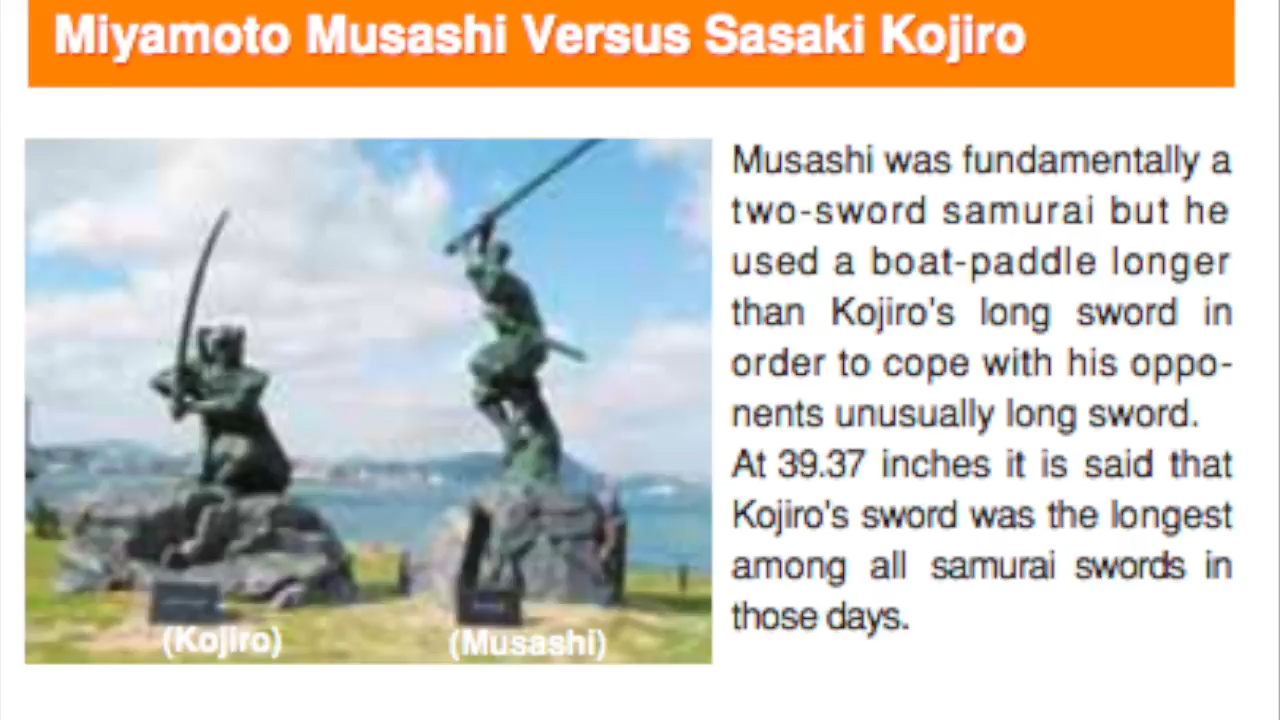 Miyamoto Musashi Versus Sasaki Kojiro
Musashi was fundamentally a
two-sword samurai but he
used a boat-paddle longer
than Kojiro's long sword in
order to cope with his oppo-
nents unusually long sword.
At 39.37 inches it is said that
Kojiro's sword was the longest
among all samurai swords in
those days.
(Kojiro)
(Musashi)